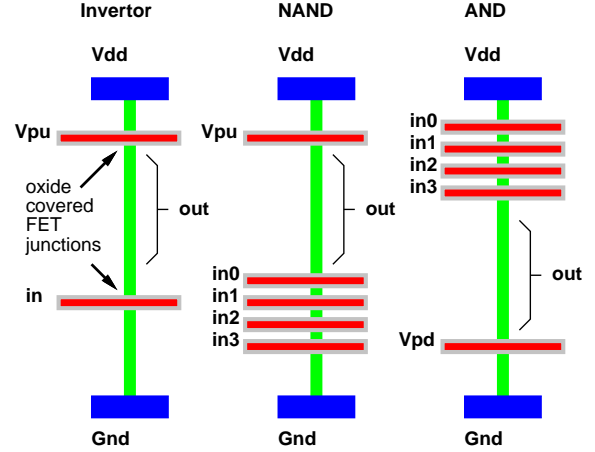 Invertor
NAND
AND
Vdd
Vdd
Vdd
Vpu
Vpu
in0
in1
in2
in3
oxide
covered
FET
junctions
out
out
out
in
in0
in1
in2
in3
Vpd
Gnd
Gnd
Gnd